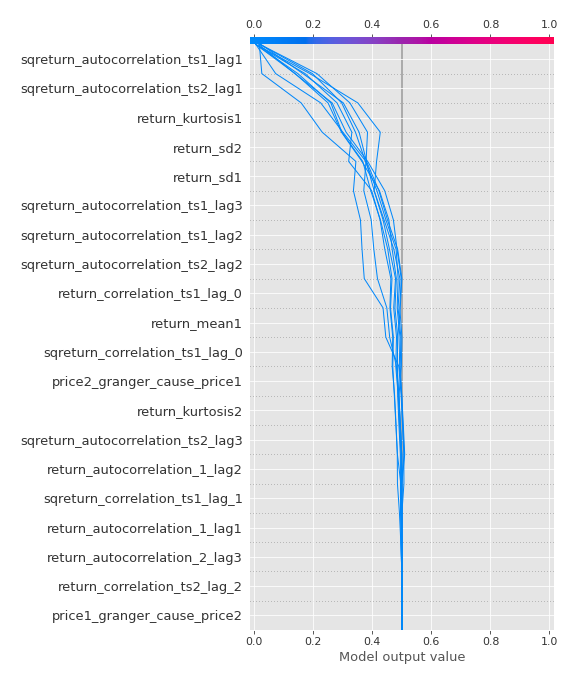 0.0 0.2 0.4 0.6 0.8 1.0
sqreturn_autocorrelation_ts1_lag1
sqreturn_autocorrelation_ts2_lag1
return_kurtosis1
return_sd2
return_sd1
sqreturn_autocorrelation_ts1_lag3
sqreturn_autocorrelation_ts1_lag2
sqreturn_autocorrelation_ts2_lag2
return_correlation_ts1_lag_0
return_mean1
sqreturn_correlation_ts1_lag_0
price2_granger_cause_price1
return_kurtosis2
sqreturn_autocorrelation_ts2_lag3
return_autocorrelation_1_lag2
sqreturn_correlation_ts1_lag_1
return_autocorrelation_1_lag1
return_autocorrelation_2_lag3
return_correlation_ts2_lag_2
price1_granger_cause_price2
0.0 0.2 0.4 0.6 0.8 1.0
Model output value